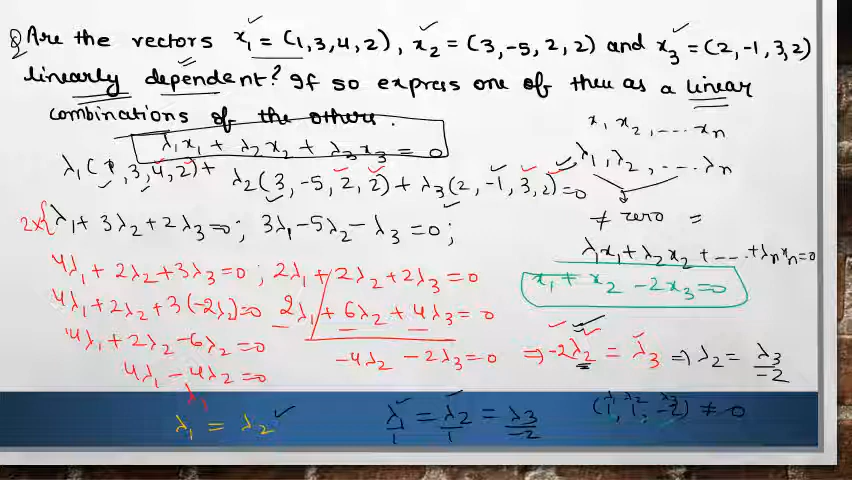 Q Are the vectors x₁ = (1,3,4,2), x₂ = (3,-5,2,2) and x₃ = (2,-1,3,2)
linearly dependent? If so express one of them as a linear
combinations of the others.
x₁ x₂, .... xₙ
λ₁x₁ + λ₂x₂ + λ₃x₃ = 0
λ₁, λ₂, .... λₙ
λ₁(1,3,4,2) + λ₂(3,-5,2,2) + λ₃(2,-1,3,2) = 0
≠ zero =
2x{λ₁ + 3λ₂ + 2λ₃ = 0; 3λ₁ - 5λ₂ - λ₃ = 0;
λ₁x₁ + λ₂x₂ + .... + λₙxₙ = 0
4λ₁ + 2λ₂ + 3λ₃ = 0; 2λ₁ + 2λ₂ + 2λ₃ = 0
x₁ + x₂ - 2x₃ = 0
4λ₁ + 2λ₂ + 3(-2λ₂) = 0 2λ₁ + 6λ₂ + 4λ₃ = 0
4λ₁ + 2λ₂ - 6λ₂ = 0
-4λ₂ - 2λ₃ = 0 ⇒ -2λ₂ = λ₃ ⇒ λ₂ = λ₃/-2
4λ₁ - 4λ₂ = 0
λ₁
λ₁ = λ₂
λ₁/1 = λ₂/1 = λ₃/-2
λ₁ λ₂ λ₃
(1, 1, -2) ≠ 0